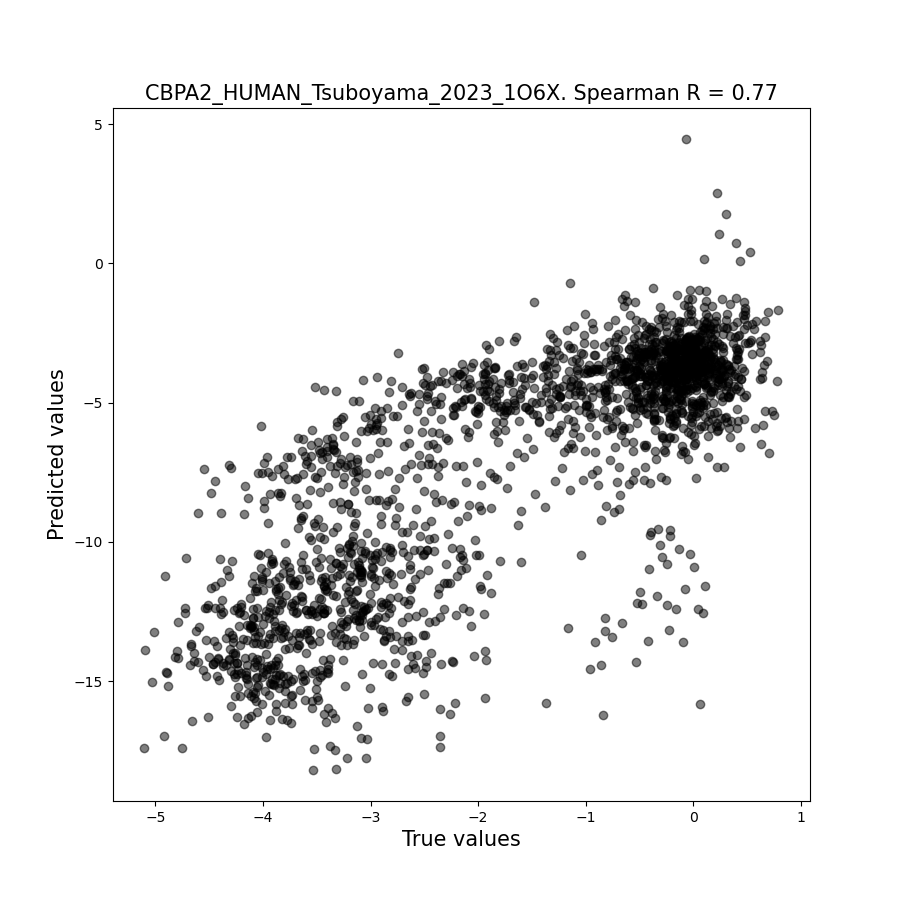 CBPA2_HUMAN_Tsuboyama_2023_1O6X. Spearman R = 0.77
5
0
−5
−10
−15
Predicted values
−5 −4 −3 −2 −1 0 1
True values